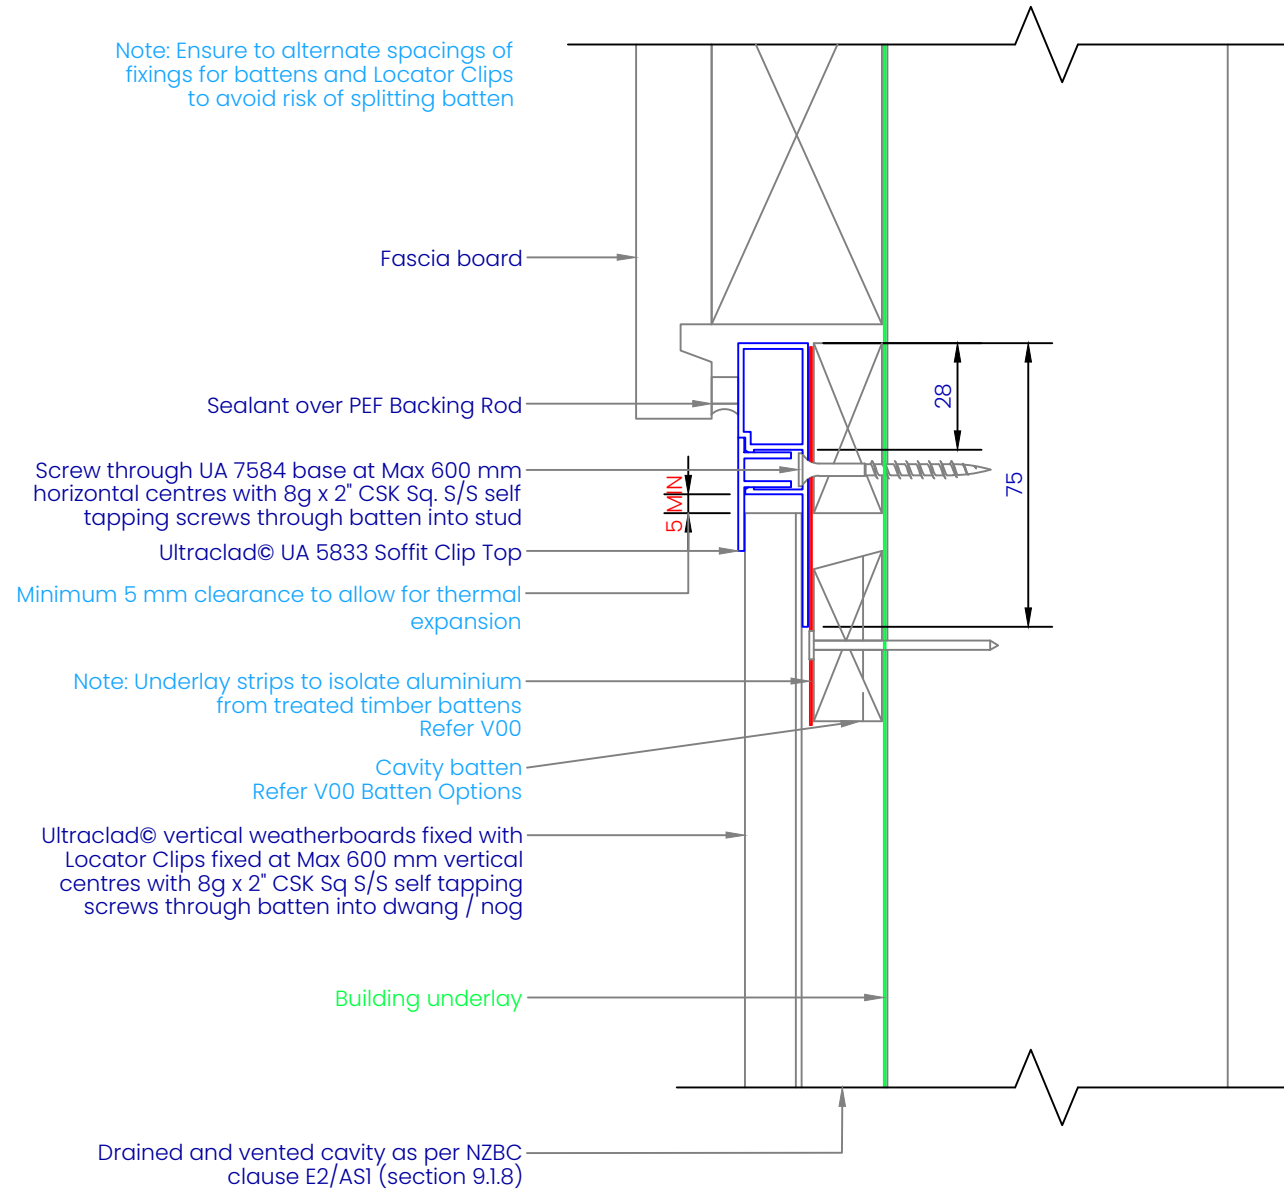 Note: Ensure to alternate spacings of
fixings for battens and Locator Clips
to avoid risk of splitting batten
Fascia board
Sealant over PEF Backing Rod
28
75
5 MIN
Screw through UA 7584 base at Max 600 mm
horizontal centres with 8g x 2" CSK Sq. S/S self
tapping screws through batten into stud
Ultraclad© UA 5833 Soffit Clip Top
Minimum 5 mm clearance to allow for thermal
expansion
Note: Underlay strips to isolate aluminium
from treated timber battens
Refer V00
Cavity batten
Refer V00 Batten Options
Ultraclad© vertical weatherboards fixed with
Locator Clips fixed at Max 600 mm vertical
centres with 8g x 2" CSK Sq S/S self tapping
screws through batten into dwang / nog
Building underlay
Drained and vented cavity as per NZBC
clause E2/AS1 (section 9.1.8)